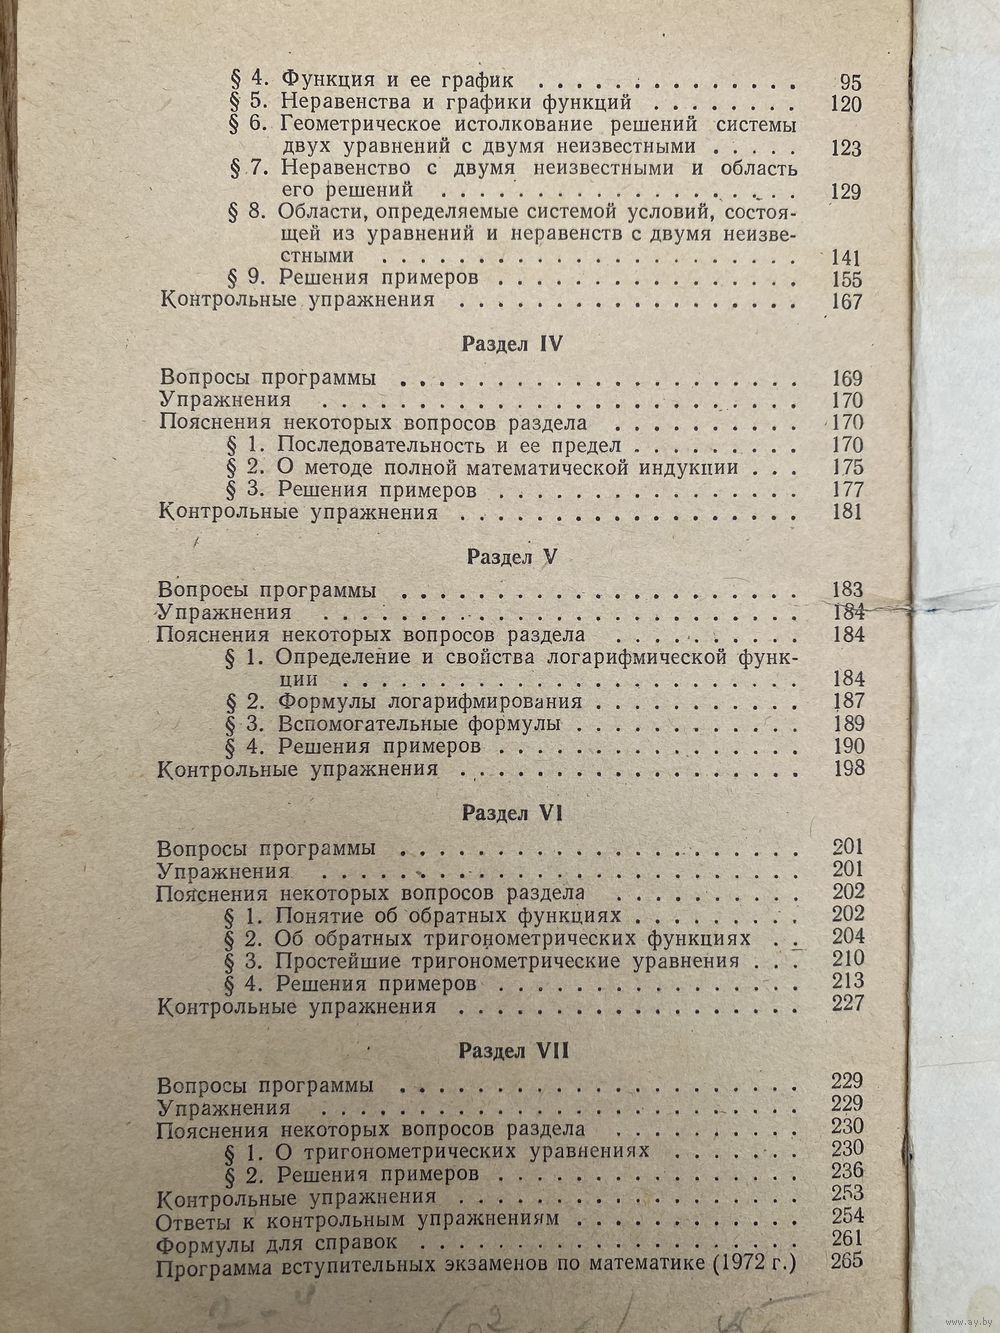 § 4. Функция и ее график . . . . . . . . . . . . . . 95
§ 5. Неравенства и графики функций . . . . . . . . 120
§ 6. Геометрическое истолкование решений системы
двух уравнений с двумя неизвестными . . . . . 123
§ 7. Неравенство с двумя неизвестными и область
его решений . . . . . . . . . . . . . . . . . . . 129
§ 8. Области, определяемые системой условий, состоя-
щей из уравнений и неравенств с двумя неизве-
стными . . . . . . . . . . . . . . . . . . . . . . 141
§ 9. Решения примеров . . . . . . . . . . . . . . . . 155
Контрольные упражнения . . . . . . . . . . . . . . . . . . 167
Раздел IV
Вопросы программы . . . . . . . . . . . . . . . . . . . . . 169
Упражнения . . . . . . . . . . . . . . . . . . . . . . . . . 170
Пояснения некоторых вопросов раздела . . . . . . . . . . 170
§ 1. Последовательность и ее предел . . . . . . . . . 170
§ 2. О методе полной математической индукции . . . 175
§ 3. Решения примеров . . . . . . . . . . . . . . . . 177
Контрольные упражнения . . . . . . . . . . . . . . . . . . 181
Раздел V
Вопросы программы . . . . . . . . . . . . . . . . . . . . . 183
Упражнения . . . . . . . . . . . . . . . . . . . . . . . . . 184
Пояснения некоторых вопросов раздела . . . . . . . . . . 184
§ 1. Определение и свойства логарифмической функ-
ции . . . . . . . . . . . . . . . . . . . . . . . . 184
§ 2. Формулы логарифмирования . . . . . . . . . . . 187
§ 3. Вспомогательные формулы . . . . . . . . . . . . 189
§ 4. Решения примеров . . . . . . . . . . . . . . . . 190
Контрольные упражнения . . . . . . . . . . . . . . . . . . 198
Раздел VI
Вопросы программы . . . . . . . . . . . . . . . . . . . . . 201
Упражнения . . . . . . . . . . . . . . . . . . . . . . . . . 201
Пояснения некоторых вопросов раздела . . . . . . . . . . 202
§ 1. Понятие об обратных функциях . . . . . . . . . 202
§ 2. Об обратных тригонометрических функциях . . 204
§ 3. Простейшие тригонометрические уравнения . . . 210
§ 4. Решения примеров . . . . . . . . . . . . . . . . 213
Контрольные упражнения . . . . . . . . . . . . . . . . . . 227
Раздел VII
Вопросы программы . . . . . . . . . . . . . . . . . . . . . 229
Упражнения . . . . . . . . . . . . . . . . . . . . . . . . . 229
Пояснения некоторых вопросов раздела . . . . . . . . . . 230
§ 1. О тригонометрических уравнениях . . . . . . . 230
§ 2. Решения примеров . . . . . . . . . . . . . . . . 236
Контрольные упражнения . . . . . . . . . . . . . . . . . . 253
Ответы к контрольным упражнениям . . . . . . . . . . . . 254
Формулы для справок . . . . . . . . . . . . . . . . . . . . 261
Программа вступительных экзаменов по математике (1972 г.) 265
www.ay.by